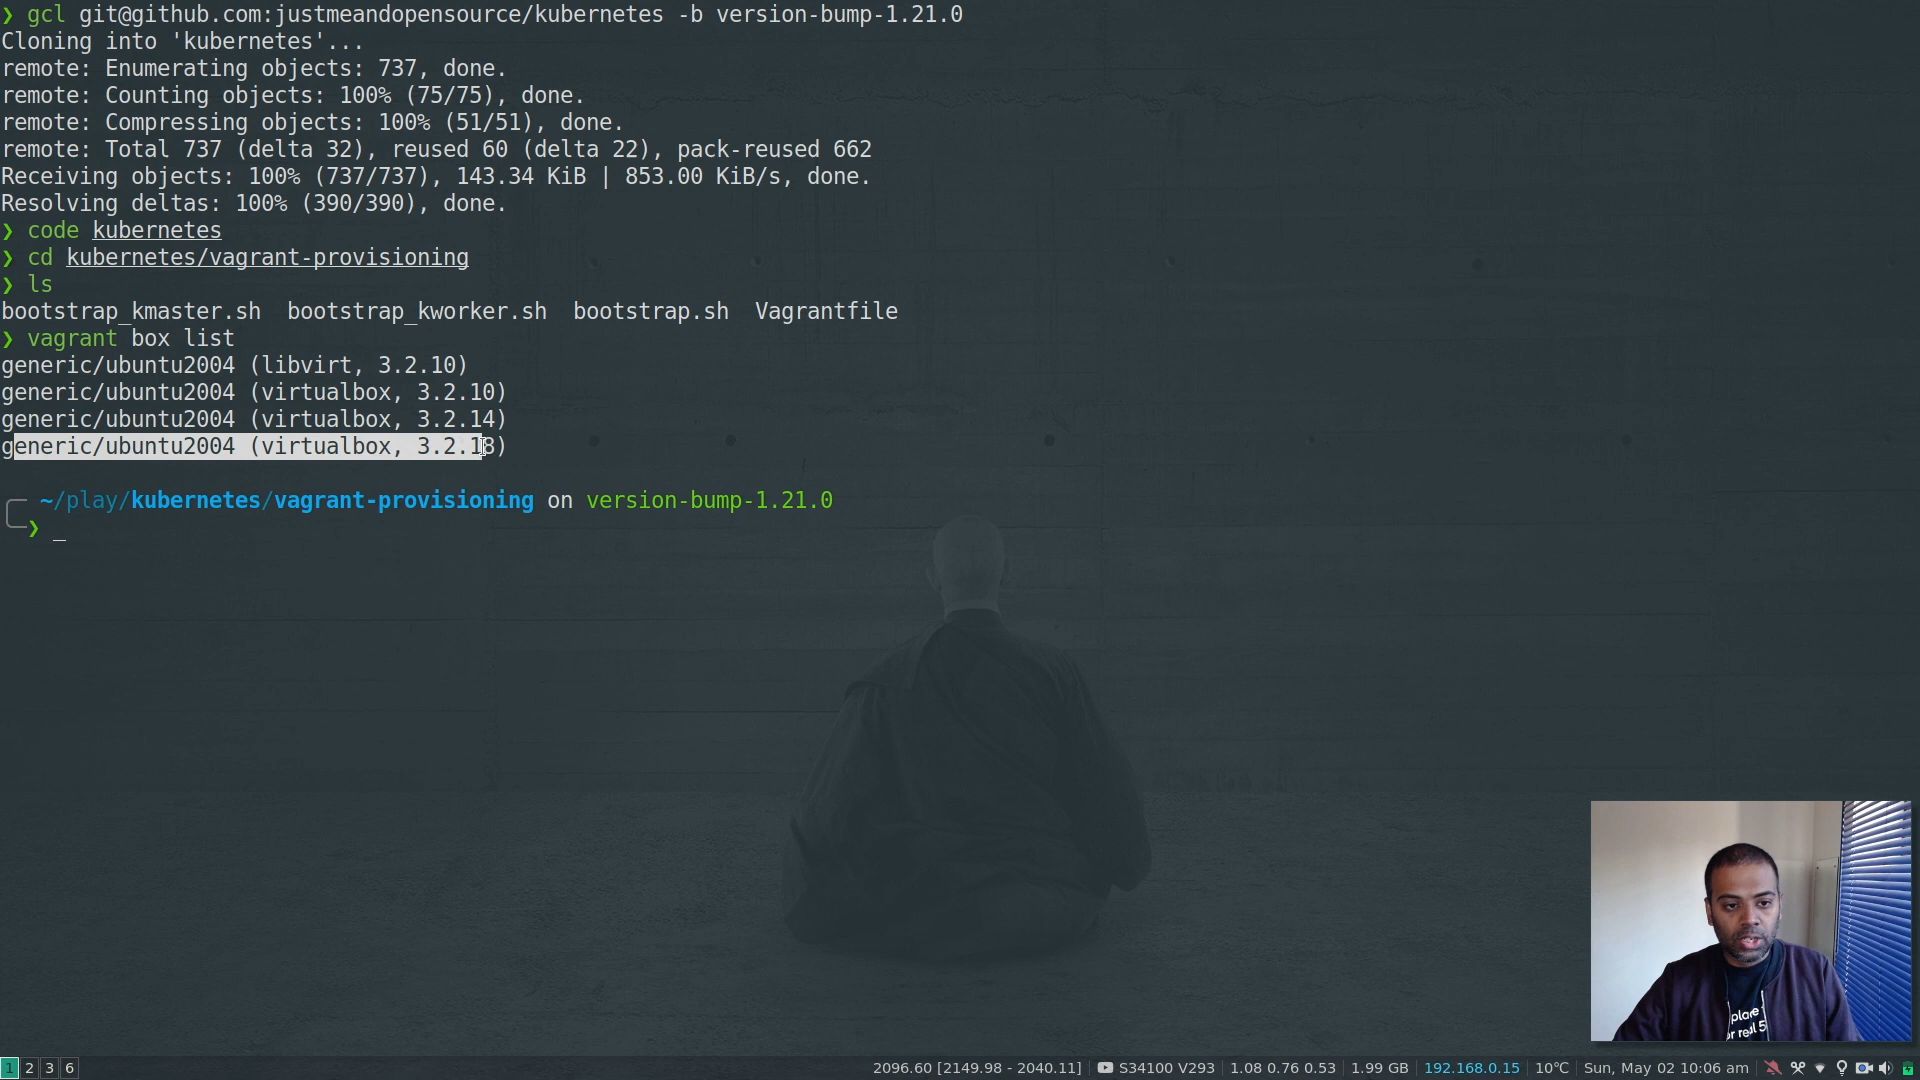 ❯ gcl git@github.com:justmeandopensource/kubernetes -b version-bump-1.21.0
Cloning into 'kubernetes'...
remote: Enumerating objects: 737, done.
remote: Counting objects: 100% (75/75), done.
remote: Compressing objects: 100% (51/51), done.
remote: Total 737 (delta 32), reused 60 (delta 22), pack-reused 662
Receiving objects: 100% (737/737), 143.34 KiB | 853.00 KiB/s, done.
Resolving deltas: 100% (390/390), done.
❯ code kubernetes
❯ cd kubernetes/vagrant-provisioning
❯ ls
bootstrap_kmaster.sh  bootstrap_kworker.sh  bootstrap.sh  Vagrantfile
❯ vagrant box list
generic/ubuntu2004 (libvirt, 3.2.10)
generic/ubuntu2004 (virtualbox, 3.2.10)
generic/ubuntu2004 (virtualbox, 3.2.14)
generic/ubuntu2004 (virtualbox, 3.2.18)
~/play/kubernetes/vagrant-provisioning on version-bump-1.21.0
❯ _
plane
or real 5
1 2 3 6
2096.60 [2149.98 - 2040.11] S34100 V293 1.08 0.76 0.53 1.99 GB 192.168.0.15 10℃ Sun, May 02 10:06 am